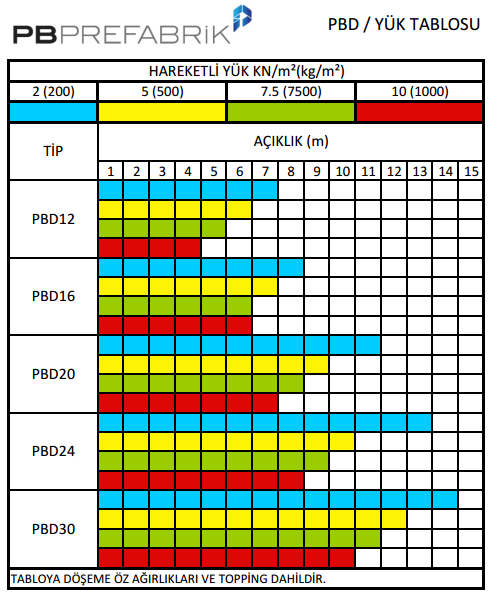 PBPREFABRİK
PBD / YÜK TABLOSU
HAREKETLİ YÜK KN/m²(kg/m²)
2 (200) 5 (500) 7.5 (7500) 10 (1000)
TİP
AÇIKLIK (m)
1 2 3 4 5 6 7 8 9 10 11 12 13 14 15
PBD12
PBD16
PBD20
PBD24
PBD30
TABLOYA DÖŞEME ÖZ AĞIRLIKLARI VE TOPPİNG DAHİLDİR.